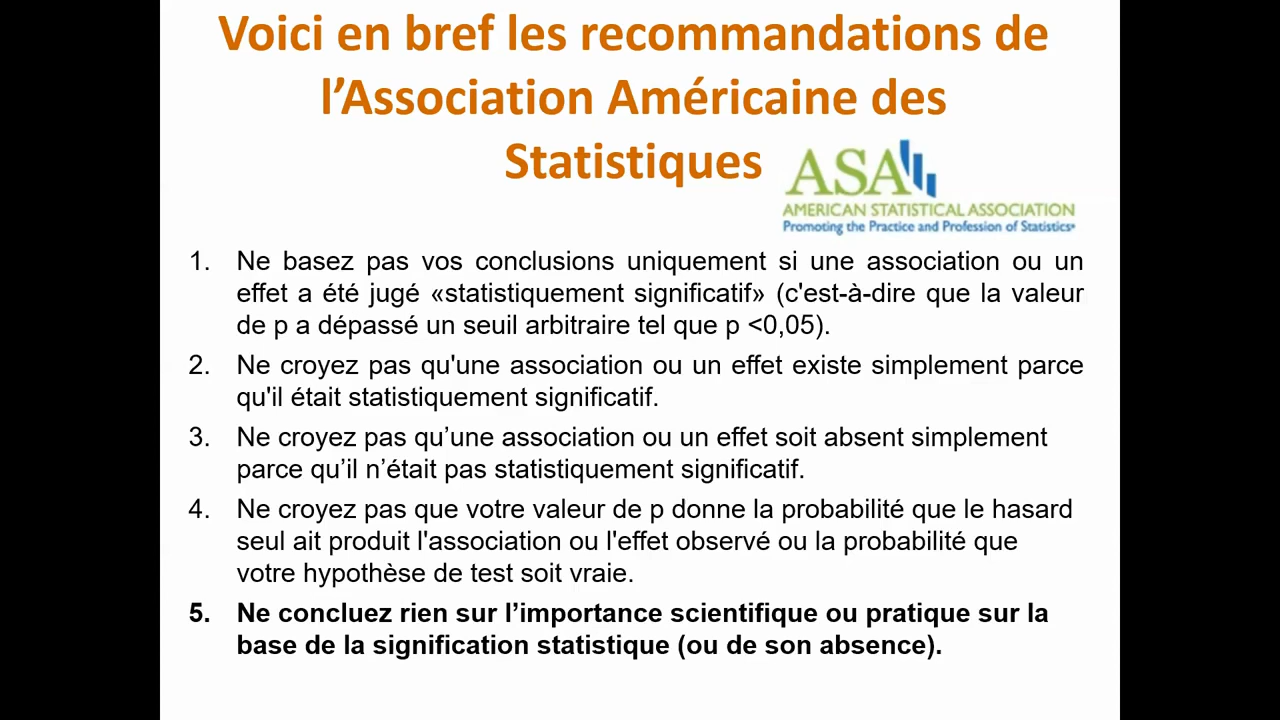 Voici en bref les recommandations de
l’Association Américaine des
Statistiques
ASA
AMERICAN STATISTICAL ASSOCIATION
Promoting the Practice and Profession of Statistics®
1. Ne basez pas vos conclusions uniquement si une association ou un
effet a été jugé «statistiquement significatif» (c'est-à-dire que la valeur
de p a dépassé un seuil arbitraire tel que p <0,05).
2. Ne croyez pas qu'une association ou un effet existe simplement parce
qu'il était statistiquement significatif.
3. Ne croyez pas qu’une association ou un effet soit absent simplement
parce qu’il n’était pas statistiquement significatif.
4. Ne croyez pas que votre valeur de p donne la probabilité que le hasard
seul ait produit l'association ou l'effet observé ou la probabilité que
votre hypothèse de test soit vraie.
5. Ne concluez rien sur l’importance scientifique ou pratique sur la
base de la signification statistique (ou de son absence).